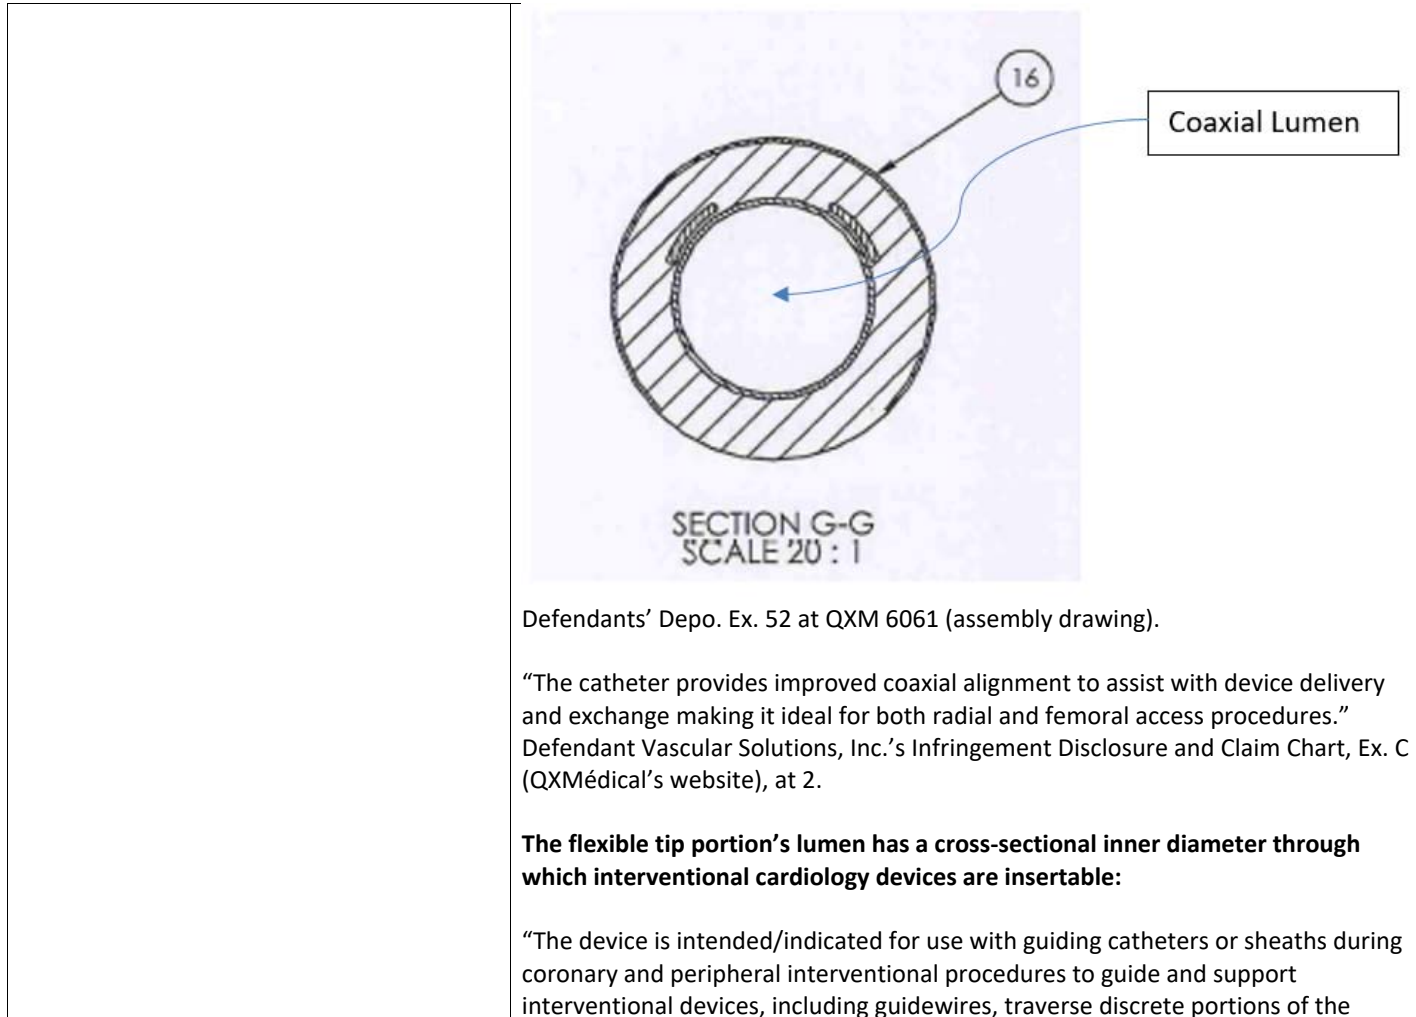 16
Coaxial Lumen
SECTION G-G
SCALE 20 : 1
Defendants’ Depo. Ex. 52 at QXM 6061 (assembly drawing).
“The catheter provides improved coaxial alignment to assist with device delivery
and exchange making it ideal for both radial and femoral access procedures.”
Defendant Vascular Solutions, Inc.’s Infringement Disclosure and Claim Chart, Ex. C
(QXMédical’s website), at 2.
The flexible tip portion’s lumen has a cross-sectional inner diameter through
which interventional cardiology devices are insertable:
“The device is intended/indicated for use with guiding catheters or sheaths during
coronary and peripheral interventional procedures to guide and support
interventional devices, including guidewires, traverse discrete portions of the